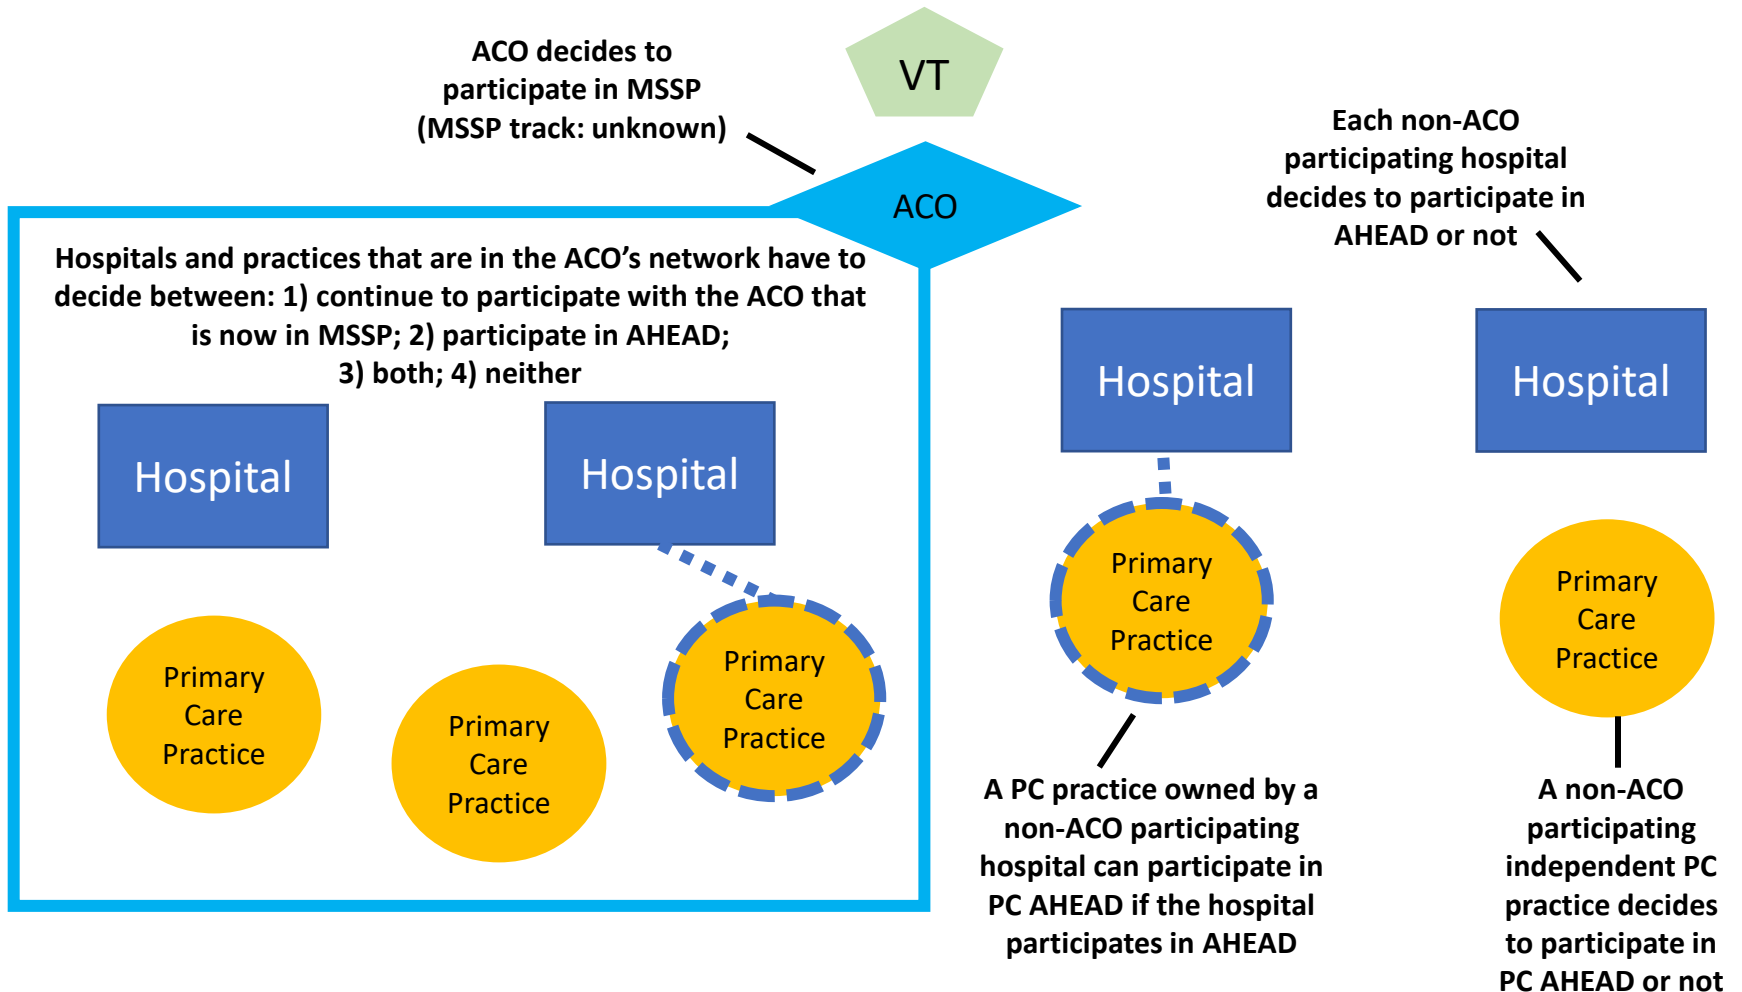 VT
ACO decides to
participate in MSSP
(MSSP track: unknown)
ACO
Each non-ACO
participating hospital
decides to participate in
AHEAD or not
Hospitals and practices that are in the ACO’s network have to
decide between: 1) continue to participate with the ACO that
is now in MSSP; 2) participate in AHEAD;
3) both; 4) neither
Hospital
Hospital
Hospital
Hospital
Primary
Care
Practice
Primary
Care
Practice
Primary
Care
Practice
Primary
Care
Practice
Primary
Care
Practice
A PC practice owned by a
non-ACO participating
hospital can participate in
PC AHEAD if the hospital
participates in AHEAD
A non-ACO
participating
independent PC
practice decides
to participate in
PC AHEAD or not